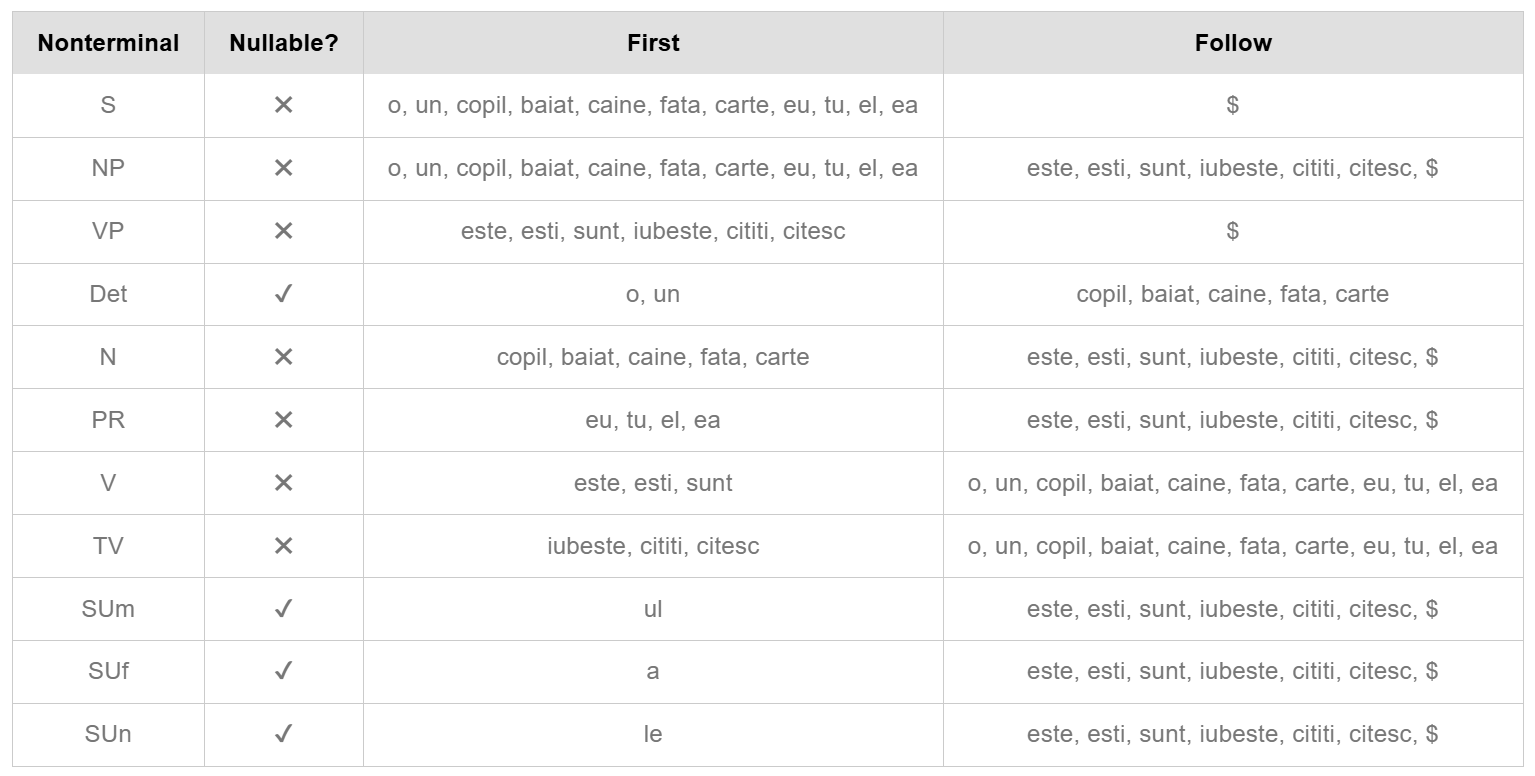 Nonterminal Nullable? First Follow
S ✕ o, un, copil, baiat, caine, fata, carte, eu, tu, el, ea $
NP ✕ o, un, copil, baiat, caine, fata, carte, eu, tu, el, ea este, esti, sunt, iubeste, cititi, citesc, $
VP ✕ este, esti, sunt, iubeste, cititi, citesc $
Det ✓ o, un copil, baiat, caine, fata, carte
N ✕ copil, baiat, caine, fata, carte este, esti, sunt, iubeste, cititi, citesc, $
PR ✕ eu, tu, el, ea este, esti, sunt, iubeste, cititi, citesc, $
V ✕ este, esti, sunt o, un, copil, baiat, caine, fata, carte, eu, tu, el, ea
TV ✕ iubeste, cititi, citesc o, un, copil, baiat, caine, fata, carte, eu, tu, el, ea
SUm ✓ ul este, esti, sunt, iubeste, cititi, citesc, $
SUf ✓ a este, esti, sunt, iubeste, cititi, citesc, $
SUn ✓ le este, esti, sunt, iubeste, cititi, citesc, $